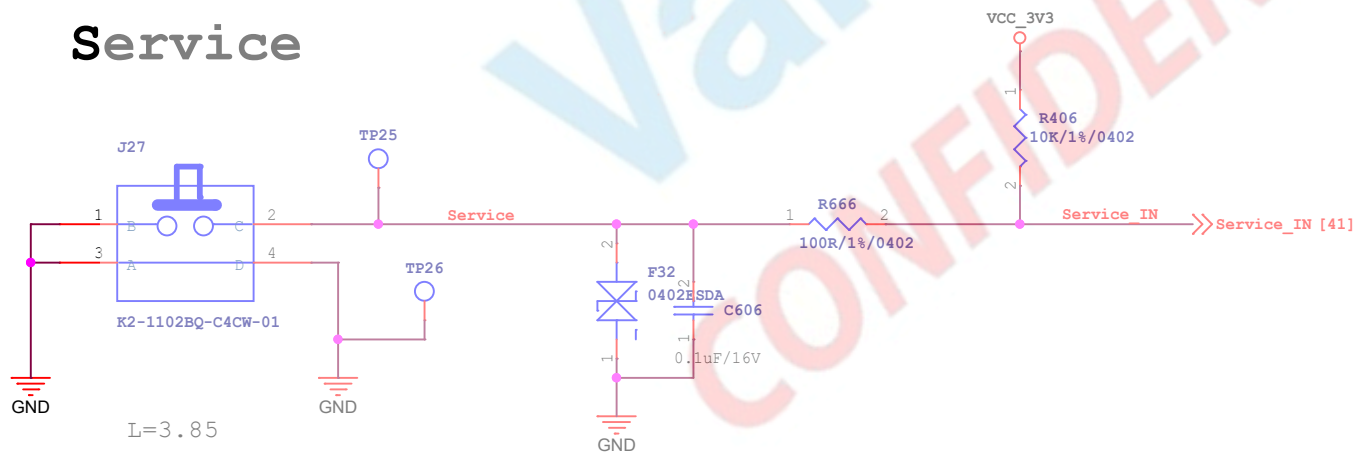 Service
VCC_3V3
1
R406
10K/1%/0402
2
J27
TP25
1
B
C
2
Service
1
R666
2
100R/1%/0402
Service_IN
Service_IN [41]
3
A
D
4
TP26
2
F32
0402ESDA
2
C606
K2-1102BQ-C4CW-01
1
1
0.1uF/16V
GND
GND
GND
L=3.85